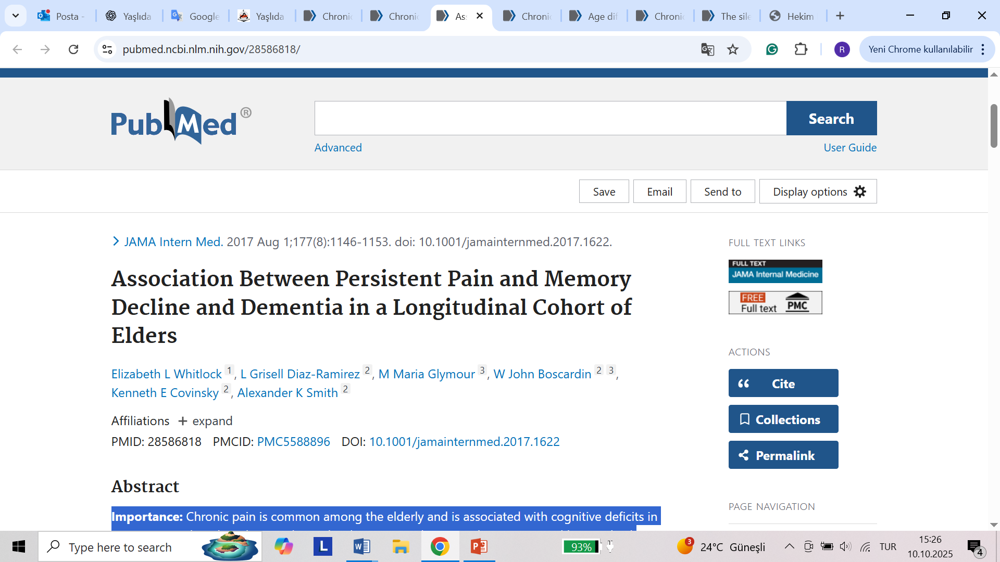 Posta -
Yaşlıda
Google
Yaşlıda
Chronic
Chronic
As
Chronic
Age dif
Chronic
The sile
Hekim
pubmed.ncbi.nlm.nih.gov/28586818/
R
Yeni Chrome kullanılabilir
PubMed®
Search
Advanced
User Guide
Save
Email
Send to
Display options
JAMA Intern Med. 2017 Aug 1;177(8):1146-1153. doi: 10.1001/jamainternmed.2017.1622.
Association Between Persistent Pain and Memory
Decline and Dementia in a Longitudinal Cohort of
Elders
Elizabeth L Whitlock 1, L Grisell Diaz-Ramirez 2, M Maria Glymour 3, W John Boscardin 2 3,
Kenneth E Covinsky 2, Alexander K Smith 2
Affiliations + expand
PMID: 28586818 PMCID: PMC5588896 DOI: 10.1001/jamainternmed.2017.1622
Abstract
Importance: Chronic pain is common among the elderly and is associated with cognitive deficits in
FULL TEXT LINKS
FULL TEXT
JAMA Internal Medicine
FREE
Full text PMC
ACTIONS
Cite
Collections
Permalink
PAGE NAVIGATION
Type here to search
L
93%
3
24°C Güneşli
TUR
15:26
10.10.2025
4